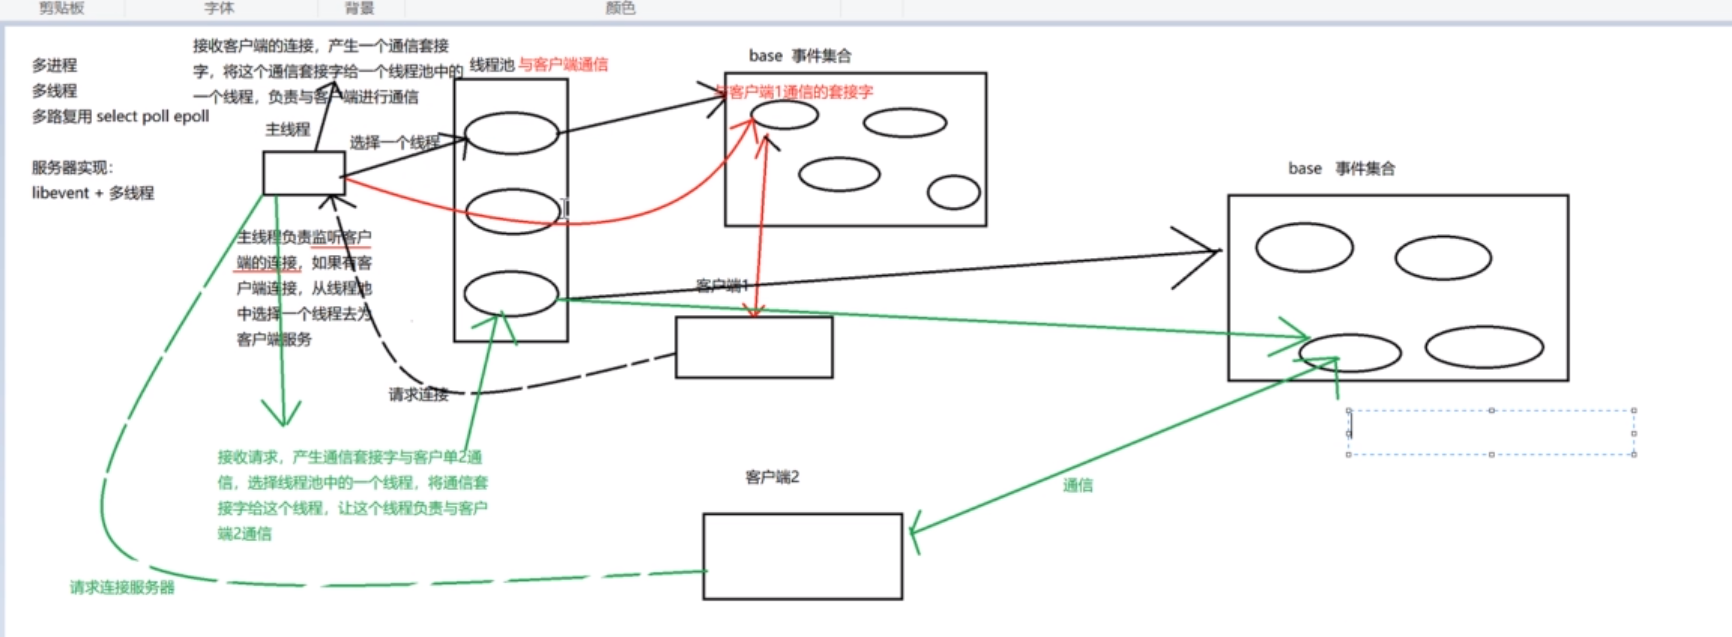 剪贴板
字体
背景
颜色
多进程
多线程
多路复用 select poll epoll
服务器实现：
libevent + 多线程
接收客户端的连接，产生一个通信套接
字，将这个通信套接字给一个线程池中的
一个线程，负责与客户端进行通信
主线程
选择一个线程
线程池 与客户端通信
base 事件集合
与客户端1通信的套接字
base 事件集合
主线程负责监听客户
端的连接，如果有客
户端连接，从线程池
中选择一个线程去为
客户端服务
客户端1
请求连接
接收请求，产生通信套接字与客户单2通
信，选择线程池中的一个线程，将通信套
接字给这个线程，让这个线程负责与客户
端2通信
客户端2
通信
请求连接服务器